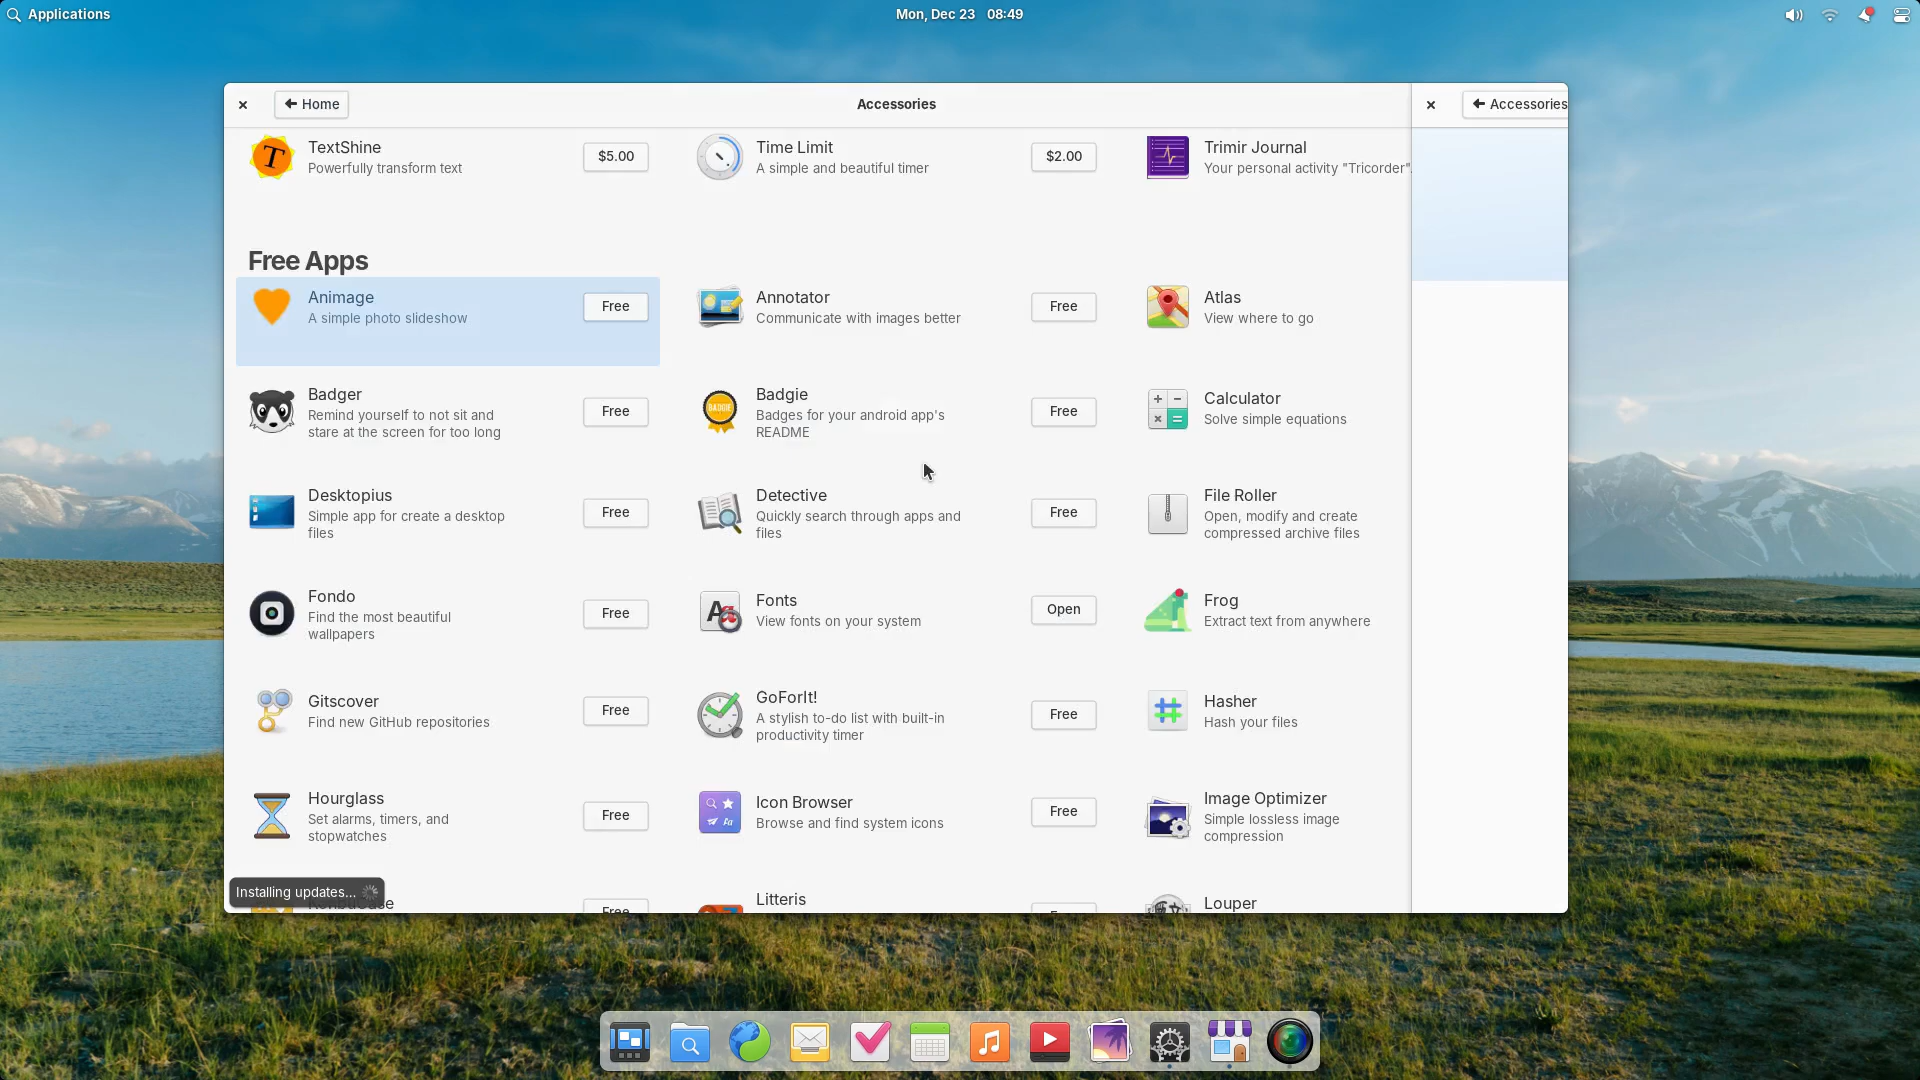 Applications
Mon, Dec 23 08:49
Home
Accessories
Accessories
TextShine
Powerfully transform text
$5.00
Time Limit
A simple and beautiful timer
$2.00
Trimir Journal
Your personal activity "Tricorder".
Free Apps
Animage
A simple photo slideshow
Free
Annotator
Communicate with images better
Free
Atlas
View where to go
Badger
Remind yourself to not sit and
stare at the screen for too long
Free
Badgie
Badges for your android app's
README
Free
Calculator
Solve simple equations
Desktopius
Simple app for create a desktop
files
Free
Detective
Quickly search through apps and
files
Free
File Roller
Open, modify and create
compressed archive files
Fondo
Find the most beautiful
wallpapers
Free
Fonts
View fonts on your system
Open
Frog
Extract text from anywhere
Gitscover
Find new GitHub repositories
Free
GoForIt!
A stylish to-do list with built-in
productivity timer
Free
Hasher
Hash your files
Hourglass
Set alarms, timers, and
stopwatches
Free
Icon Browser
Browse and find system icons
Free
Image Optimizer
Simple lossless image
compression
Installing updates...
Free
Litteris
Louper